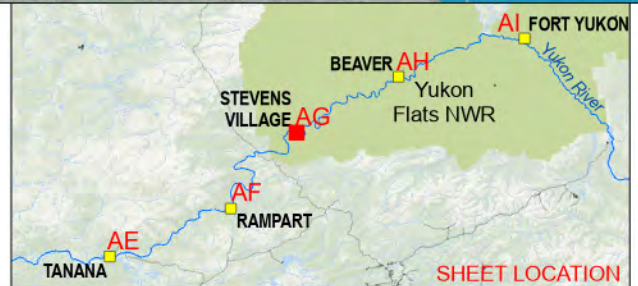 AI FORT YUKON
BEAVER AH
Yukon River
Yukon
Flats NWR
STEVENS
VILLAGE AG
AF
RAMPART
AE
TANANA
SHEET LOCATION